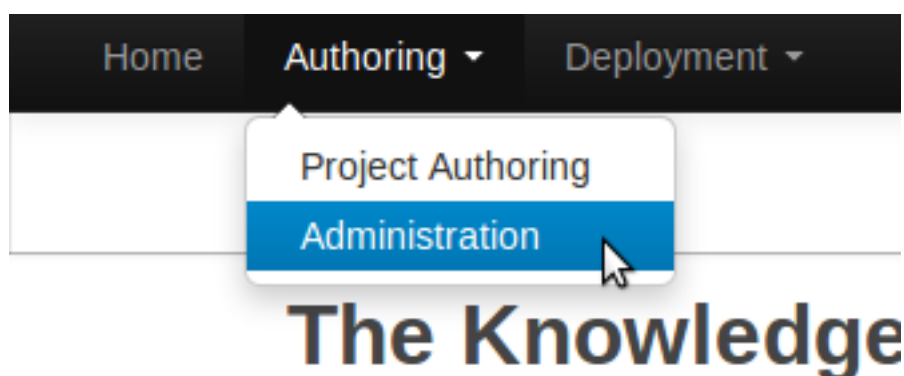 Home Authoring Deployment
Project Authoring
Administration
The Knowledge